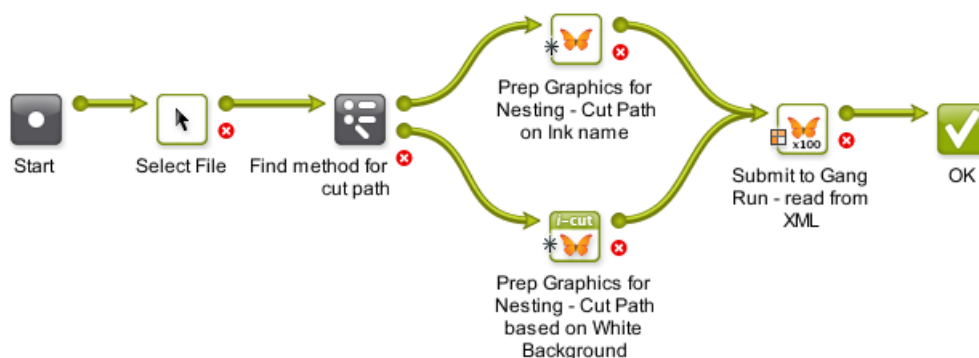 Start
Select File
Find method for
cut path
Prep Graphics for
Nesting - Cut Path
on Ink name
i-cut
Prep Graphics for
Nesting - Cut Path
based on White
Background
x100
Submit to Gang
Run - read from
XML
OK